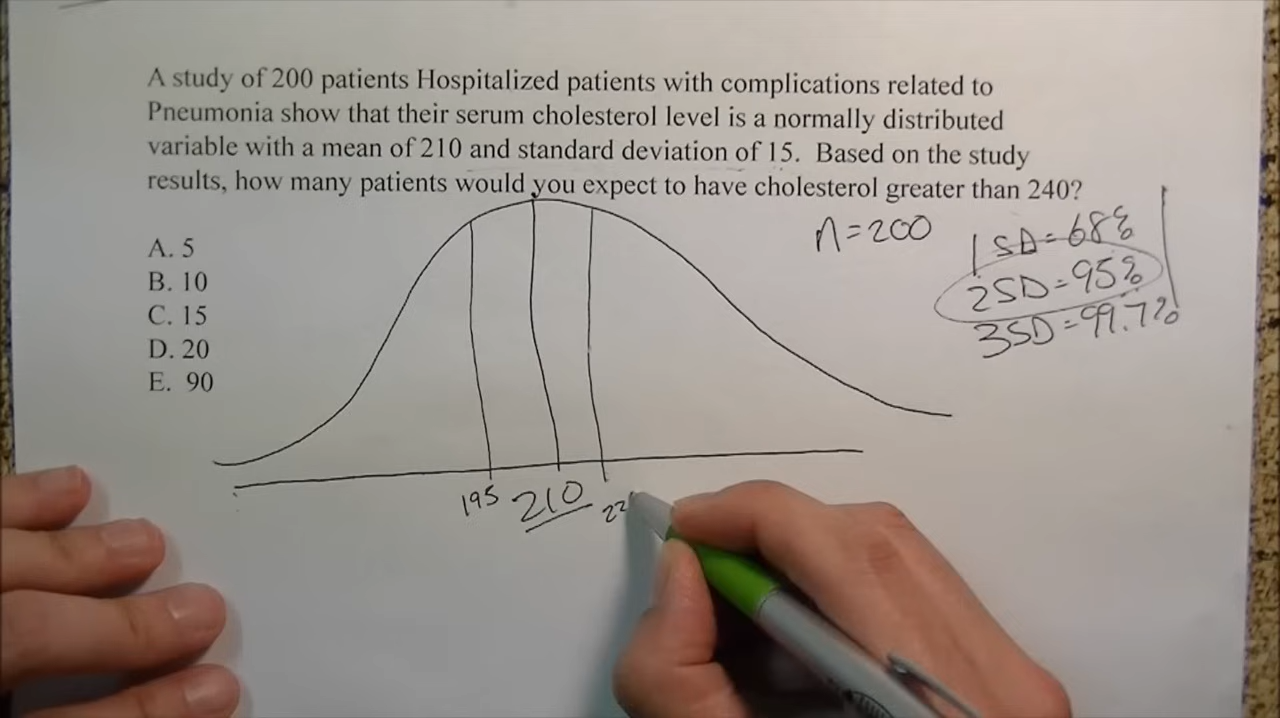 A study of 200 patients Hospitalized patients with complications related to
Pneumonia show that their serum cholesterol level is a normally distributed
variable with a mean of 210 and standard deviation of 15.  Based on the study
results, how many patients would you expect to have cholesterol greater than 240?
n=200
1SD=68%
2SD=95%
3SD=99.7%
A. 5
B. 10
C. 15
D. 20
E. 90
195 210 22